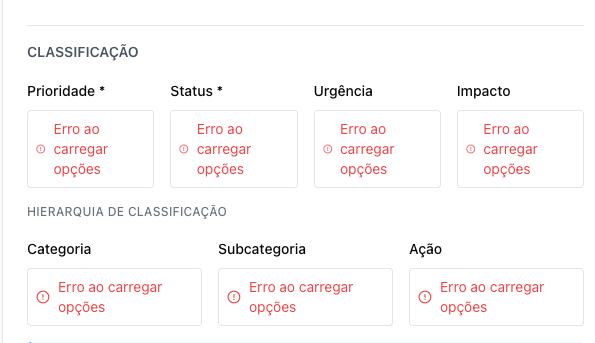 CLASSIFICAÇÃO
Prioridade * Status * Urgência Impacto
Erro ao Erro ao Erro ao Erro ao
carregar carregar carregar carregar
opções opções opções opções
HIERARQUIA DE CLASSIFICAÇÃO
Categoria Subcategoria Ação
Erro ao carregar Erro ao carregar Erro ao carregar
opções opções opções